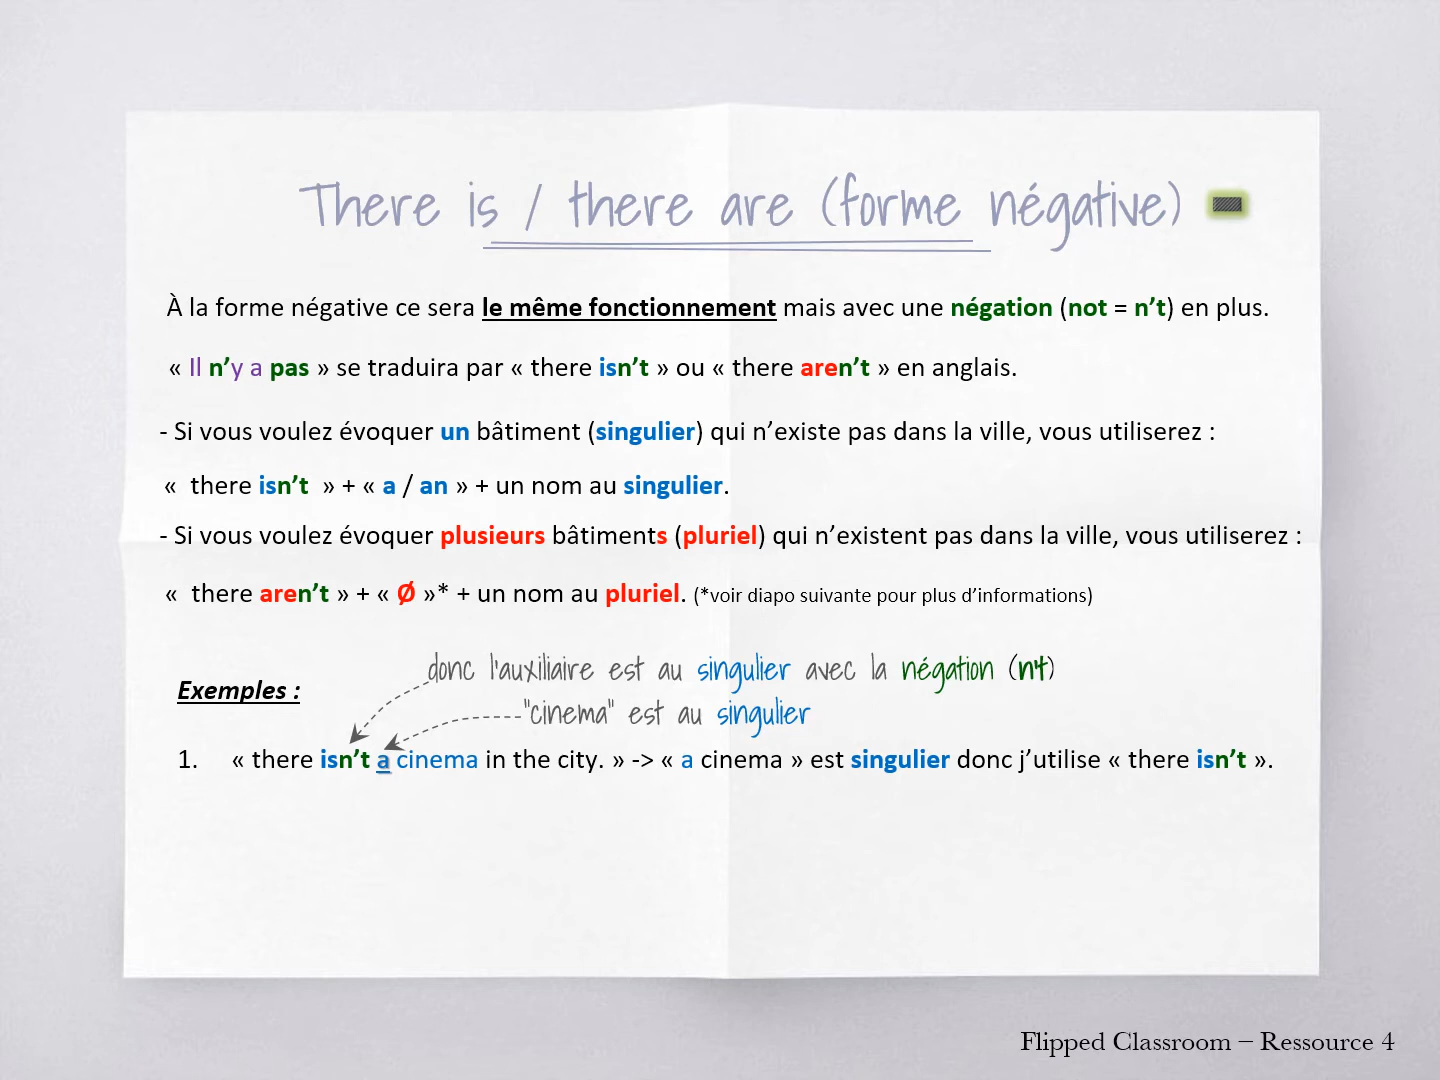 There is / there are (forme négative)
À la forme négative ce sera le même fonctionnement mais avec une négation (not = n’t) en plus.
« Il n’y a pas » se traduira par « there isn’t » ou « there aren’t » en anglais.
- Si vous voulez évoquer un bâtiment (singulier) qui n’existe pas dans la ville, vous utiliserez :
« there isn’t » + « a / an » + un nom au singulier.
- Si vous voulez évoquer plusieurs bâtiments (pluriel) qui n’existent pas dans la ville, vous utiliserez :
« there aren’t » + « Ø »* + un nom au pluriel. (*voir diapo suivante pour plus d’informations)
donc l'auxiliaire est au singulier avec la négation (n't)
Exemples :
"cinema" est au singulier
1. « there isn’t a cinema in the city. » -> « a cinema » est singulier donc j’utilise « there isn’t ».
Flipped Classroom – Ressource 4